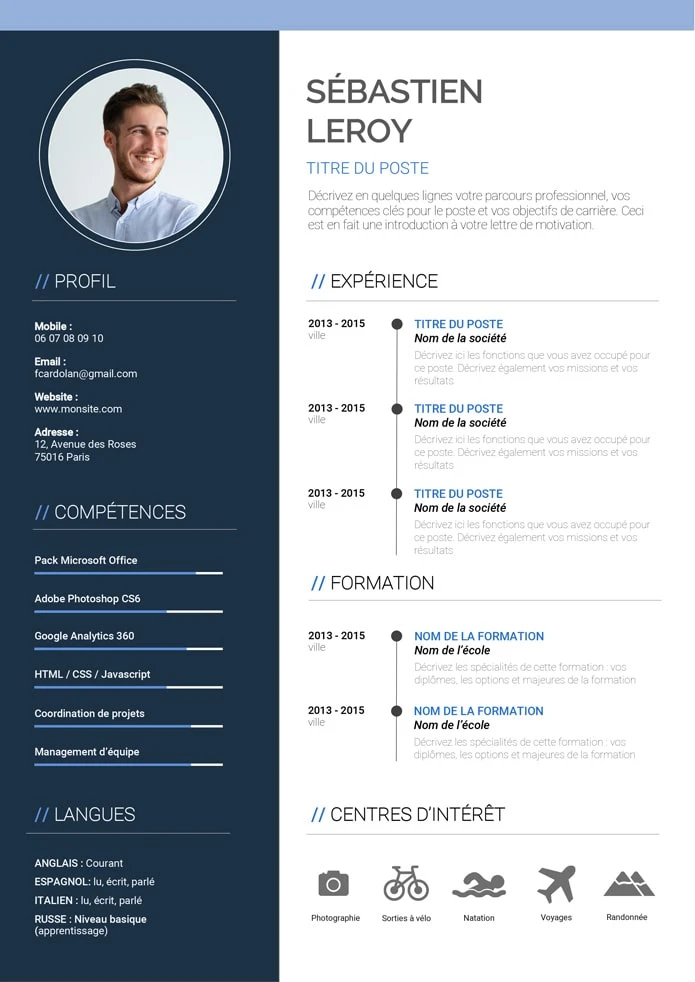 SÉBASTIEN
LEROY
TITRE DU POSTE
Décrivez en quelques lignes votre parcours professionnel, vos
compétences clés pour le poste et vos objectifs de carrière. Ceci
est en fait une introduction à votre lettre de motivation.
// PROFIL
Mobile :
06 07 08 09 10
Email :
fcardolan@gmail.com
Website :
www.monsite.com
Adresse :
12, Avenue des Roses
75016 Paris
// COMPÉTENCES
Pack Microsoft Office
Adobe Photoshop CS6
Google Analytics 360
HTML / CSS / Javascript
Coordination de projets
Management d'équipe
// LANGUES
ANGLAIS : Courant
ESPAGNOL: lu, écrit, parlé
ITALIEN : lu, écrit, parlé
RUSSE : Niveau basique
(apprentissage)
// EXPÉRIENCE
2013 - 2015
ville
TITRE DU POSTE
Nom de la société
Décrivez ici les fonctions que vous avez occupé pour
ce poste. Décrivez également vos missions et vos
résultats
2013 - 2015
ville
TITRE DU POSTE
Nom de la société
Décrivez ici les fonctions que vous avez occupé pour
ce poste. Décrivez également vos missions et vos
résultats
2013 - 2015
ville
TITRE DU POSTE
Nom de la société
Décrivez ici les fonctions que vous avez occupé pour
ce poste. Décrivez également vos missions et vos
résultats
// FORMATION
2013 - 2015
ville
NOM DE LA FORMATION
Nom de l'école
Décrivez les spécialités de cette formation : vos
diplômes, les options et majeures de la formation
2013 - 2015
ville
NOM DE LA FORMATION
Nom de l'école
Décrivez les spécialités de cette formation : vos
diplômes, les options et majeures de la formation
// CENTRES D'INTÉRÊT
Photographie
Sorties à vélo
Natation
Voyages
Randonnée